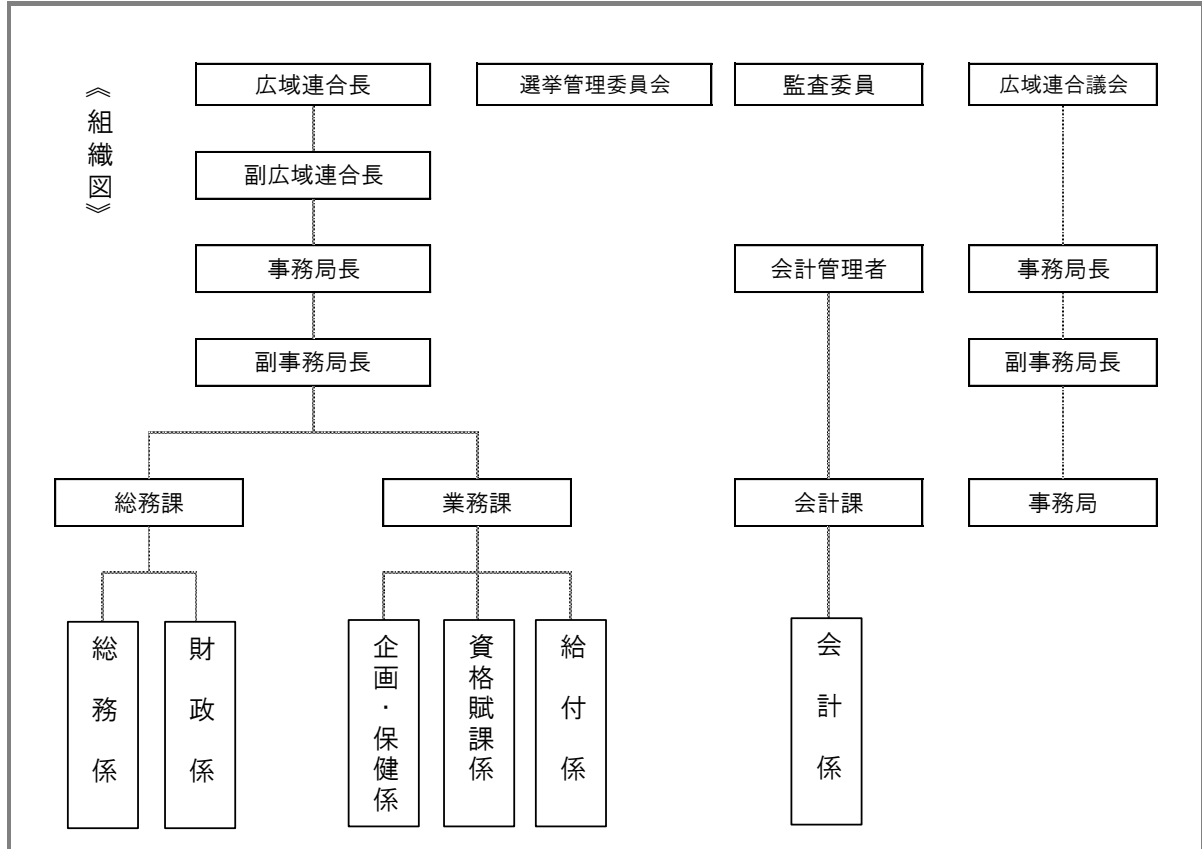 《組織図》
広域連合長
選挙管理委員会
監査委員
広域連合議会
副広域連合長
事務局長
会計管理者
事務局長
副事務局長
副事務局長
総務課
業務課
会計課
事務局
総務係
財政係
企画・保健係
資格賦課係
給付係
会計係